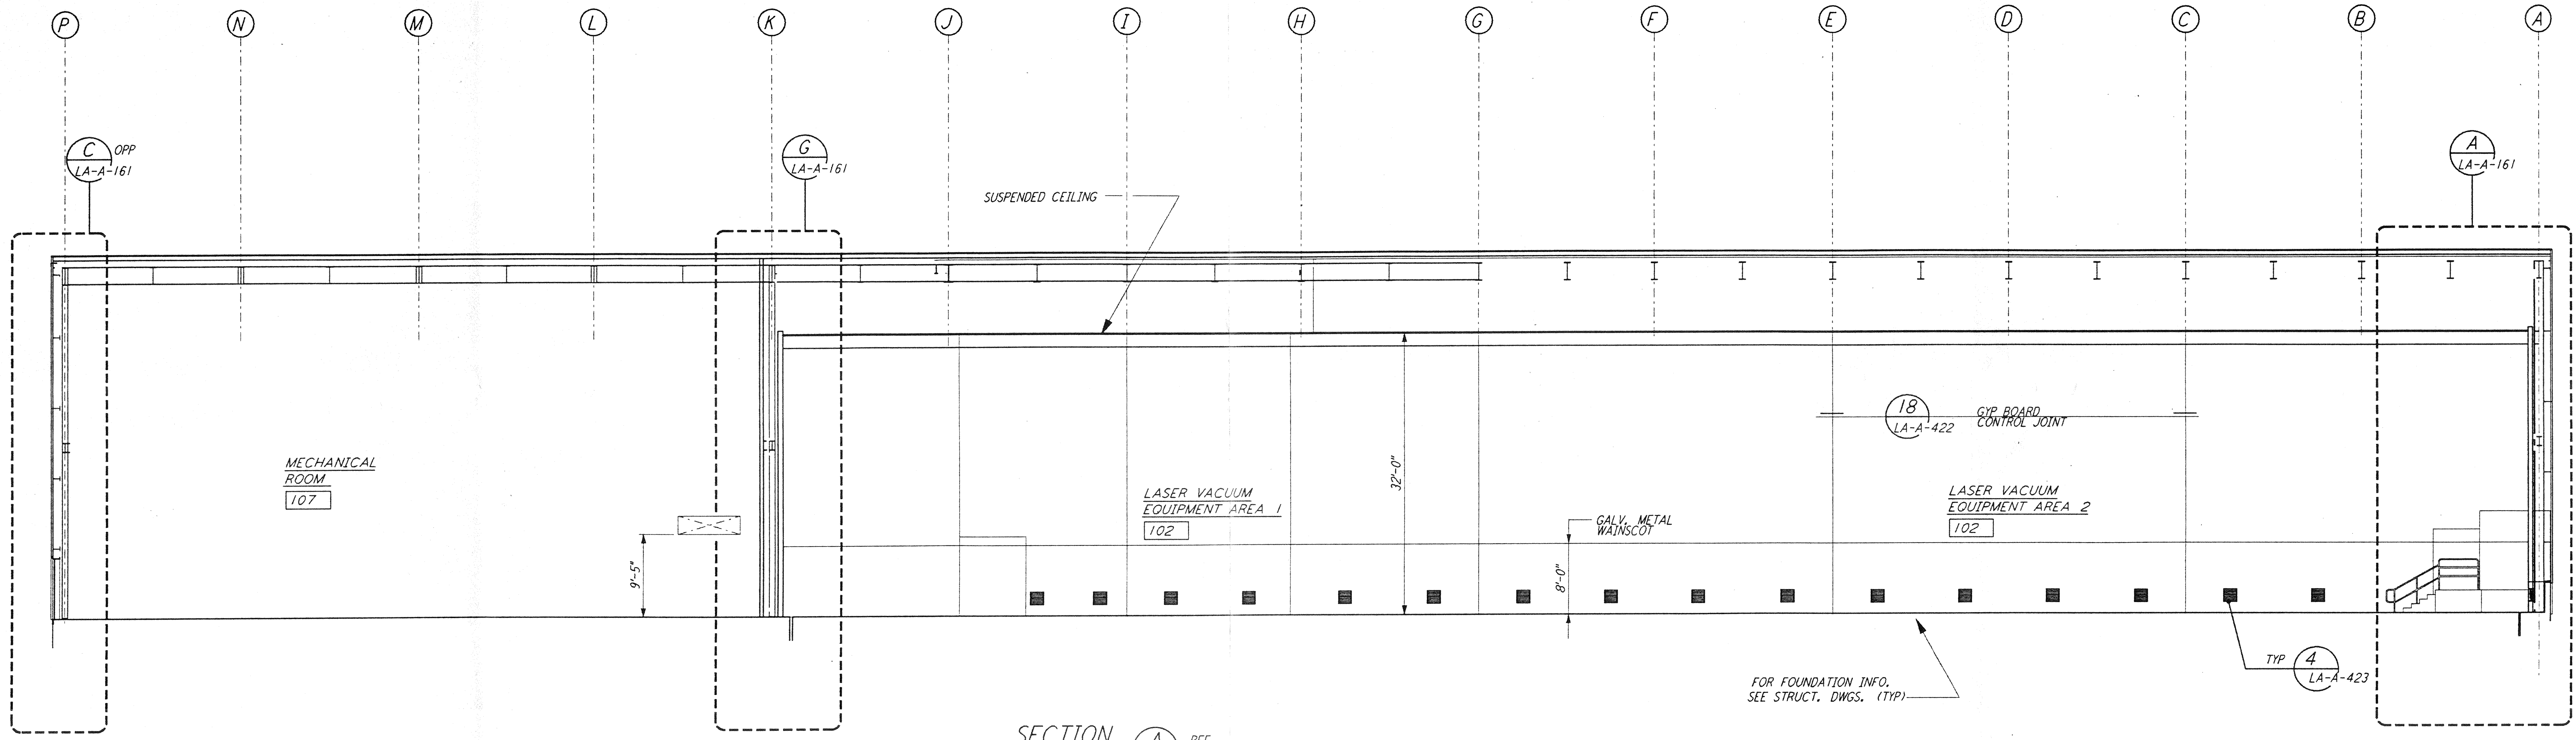 P N M L K J I H G F E D C B A
C OPP
LA-A-161
G
LA-A-161
A
LA-A-161
SUSPENDED CEILING
18
LA-A-422
GYP BOARD
CONTROL JOINT
MECHANICAL
ROOM
107
9'-5"
LASER VACUUM
EQUIPMENT AREA 1
102
32'-0"
GALV. METAL
WAINSCOT
8'-0"
LASER VACUUM
EQUIPMENT AREA 2
102
FOR FOUNDATION INFO.
SEE STRUCT. DWGS. (TYP)
TYP 4
LA-A-423
SECTION A REF